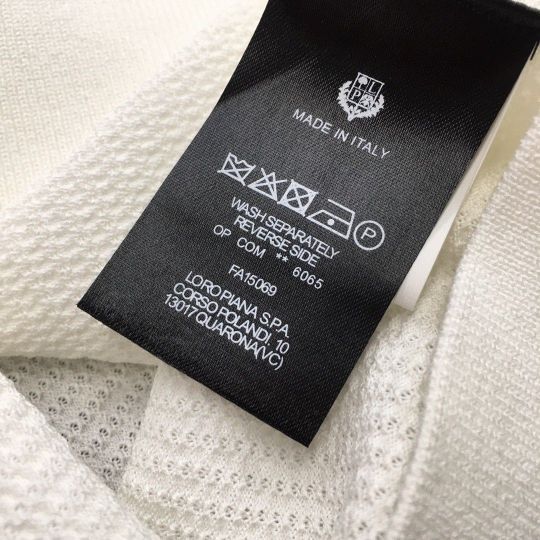 L P
MADE IN ITALY
P
WASH SEPARATELY
REVERSE SIDE
OP COM ** 6065
FA15069
LORO PIANA S.P.A.
CORSO POLANDI, 10
13017 QUARONA(VC)